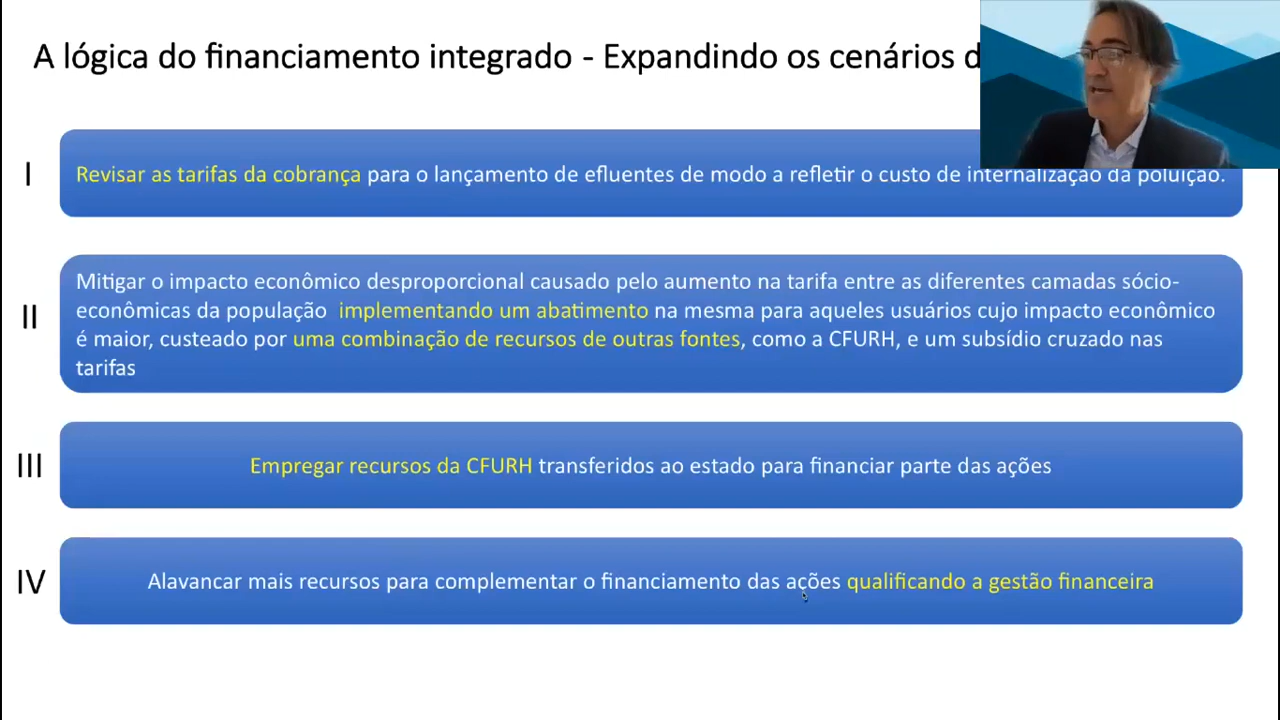 A lógica do financiamento integrado - Expandindo os cenários
I
Revisar as tarifas da cobrança para o lançamento de efluentes de modo a refletir o custo de internalização da poluição.
II
Mitigar o impacto econômico desproporcional causado pelo aumento na tarifa entre as diferentes camadas sócio-
econômicas da população implementando um abatimento na mesma para aqueles usuários cujo impacto econômico
é maior, custeado por uma combinação de recursos de outras fontes, como a CFURH, e um subsídio cruzado nas
tarifas
III
Empregar recursos da CFURH transferidos ao estado para financiar parte das ações
IV
Alavancar mais recursos para complementar o financiamento das ações qualificando a gestão financeira